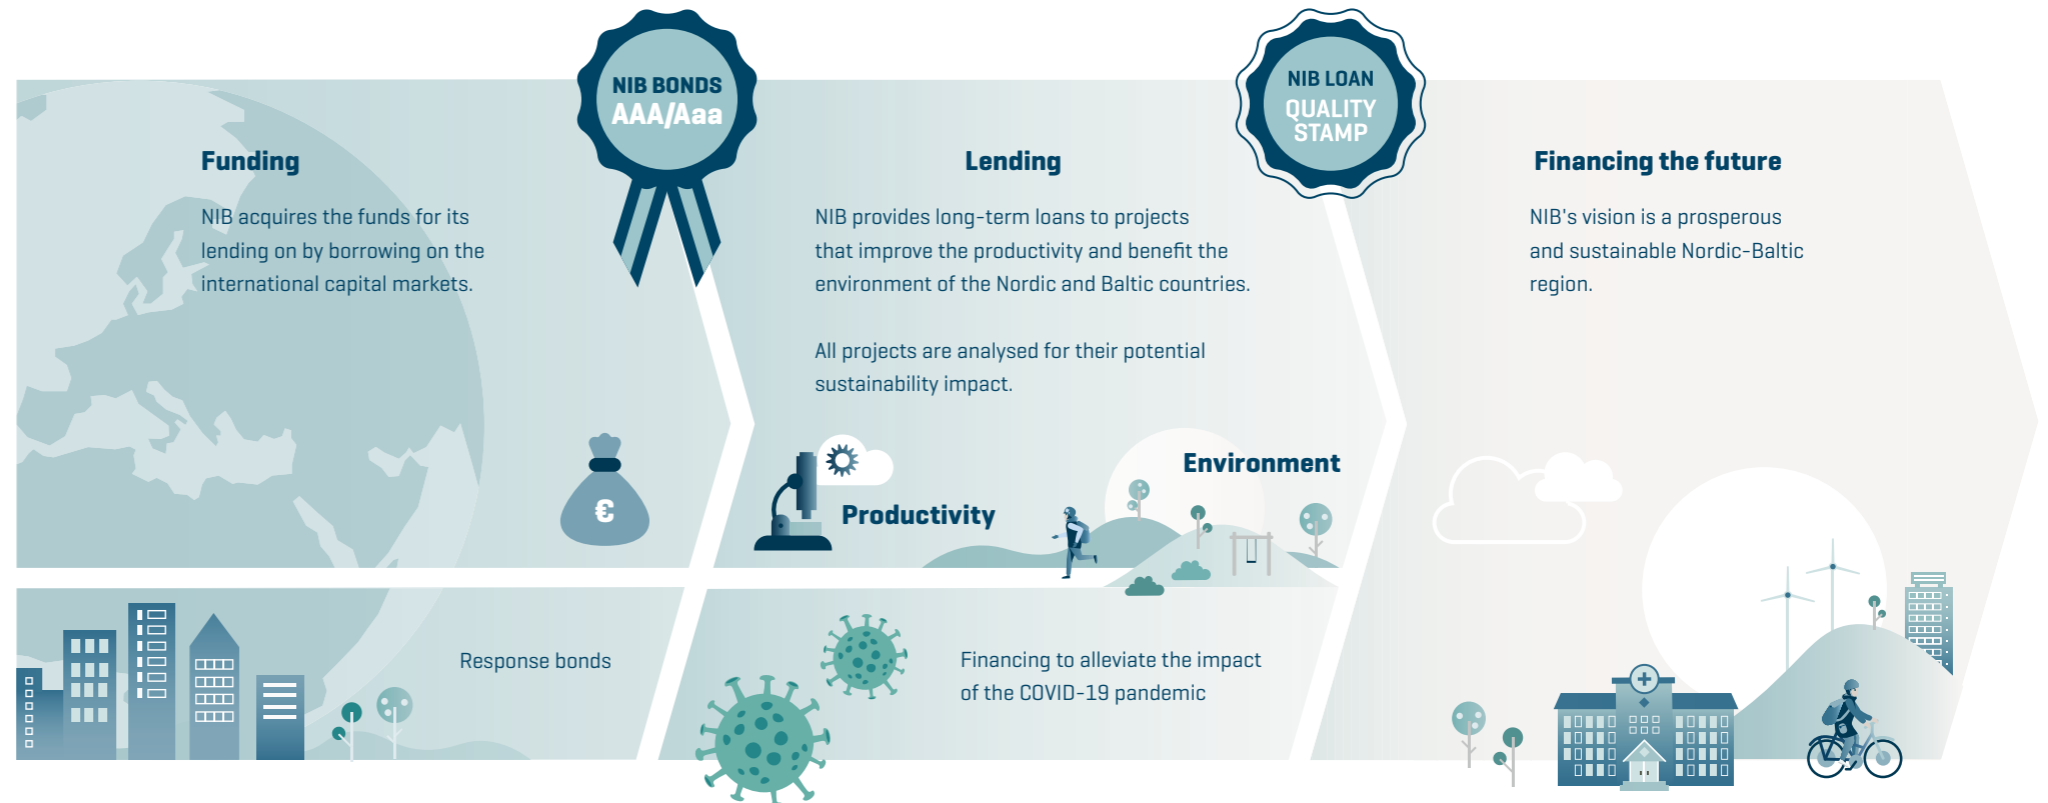 NIB BONDS
AAA/Aaa
NIB LOAN
QUALITY
STAMP
Funding
NIB acquires the funds for its
lending on by borrowing on the
international capital markets.
€
Lending
NIB provides long-term loans to projects
that improve the productivity and benefit the
environment of the Nordic and Baltic countries.
All projects are analysed for their potential
sustainability impact.
Productivity
Environment
Financing the future
NIB's vision is a prosperous
and sustainable Nordic-Baltic
region.
Response bonds
Financing to alleviate the impact
of the COVID-19 pandemic